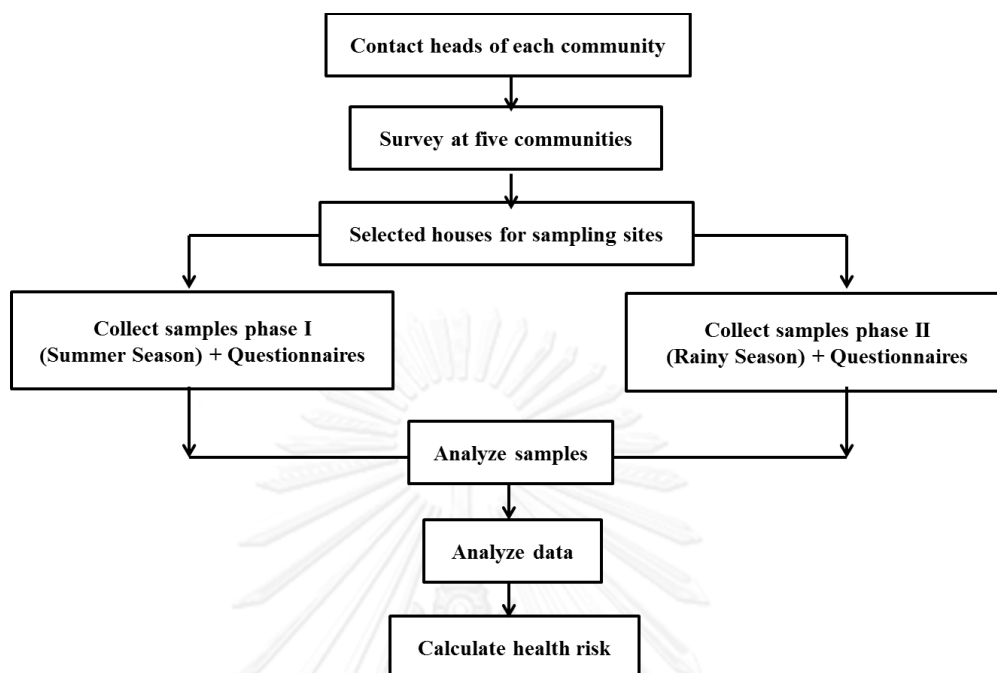 Contact heads of each community
Survey at five communities
Selected houses for sampling sites
Collect samples phase I
(Summer Season) + Questionnaires
Collect samples phase II
(Rainy Season) + Questionnaires
Analyze samples
Analyze data
Calculate health risk